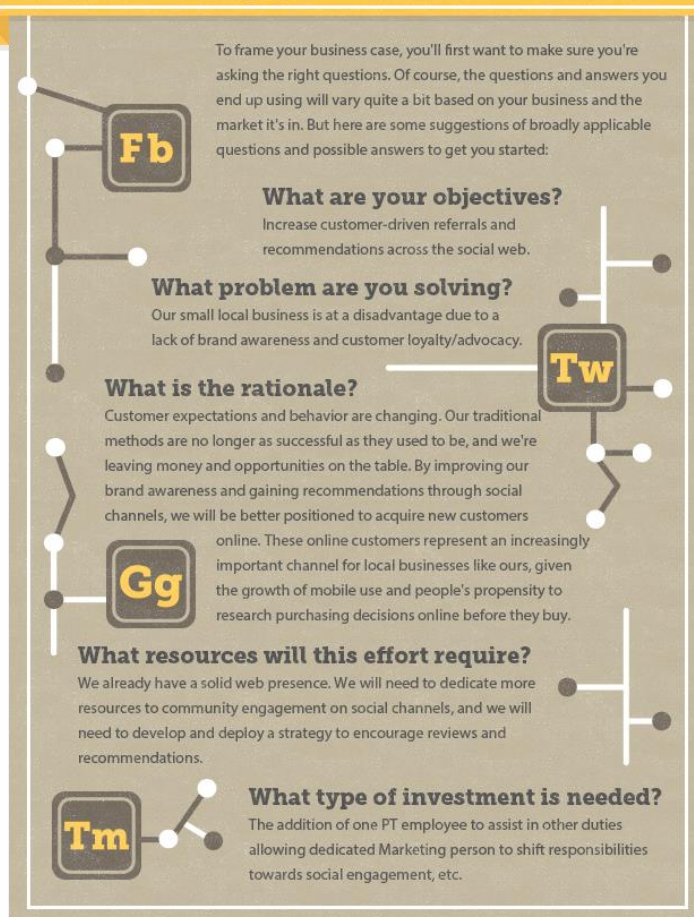 To frame your business case, you'll first want to make sure you're
asking the right questions. Of course, the questions and answers you
end up using will vary quite a bit based on your business and the
market it's in. But here are some suggestions of broadly applicable
questions and possible answers to get you started:
Fb
What are your objectives?
Increase customer-driven referrals and
recommendations across the social web.
What problem are you solving?
Our small local business is at a disadvantage due to a
lack of brand awareness and customer loyalty/advocacy.
Tw
What is the rationale?
Customer expectations and behavior are changing. Our traditional
methods are no longer as successful as they used to be, and we're
leaving money and opportunities on the table. By improving our
brand awareness and gaining recommendations through social
channels, we will be better positioned to acquire new customers
online. These online customers represent an increasingly
important channel for local businesses like ours, given
the growth of mobile use and people's propensity to
research purchasing decisions online before they buy.
Gg
What resources will this effort require?
We already have a solid web presence. We will need to dedicate more
resources to community engagement on social channels, and we will
need to develop and deploy a strategy to encourage reviews and
recommendations.
Tm
What type of investment is needed?
The addition of one PT employee to assist in other duties
allowing dedicated Marketing person to shift responsibilities
towards social engagement, etc.